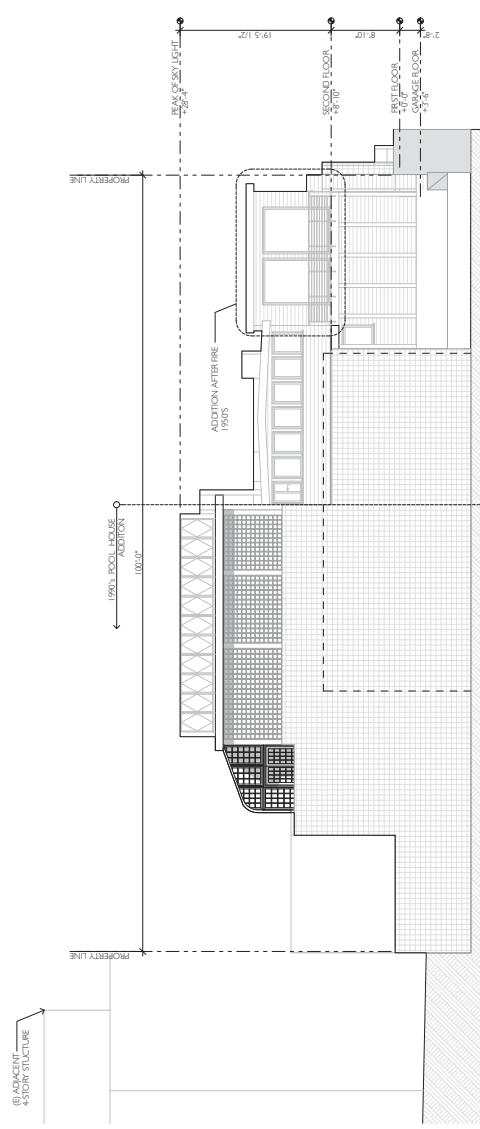 PEAK OF SKY LIGHT
+28'-4"
19'-5 1/2"
SECOND FLOOR
+8'-10"
8'-10"
FIRST FLOOR
+0'-0"
GARAGE FLOOR
+3'-6"
2'-8"
PROPERTY LINE
ADDITION AFTER FIRE
1950'S
1990's POOL HOUSE
ADDITON
100'-0"
PROPERTY LINE
(E) ADJACENT
4-STORY STUCTURE